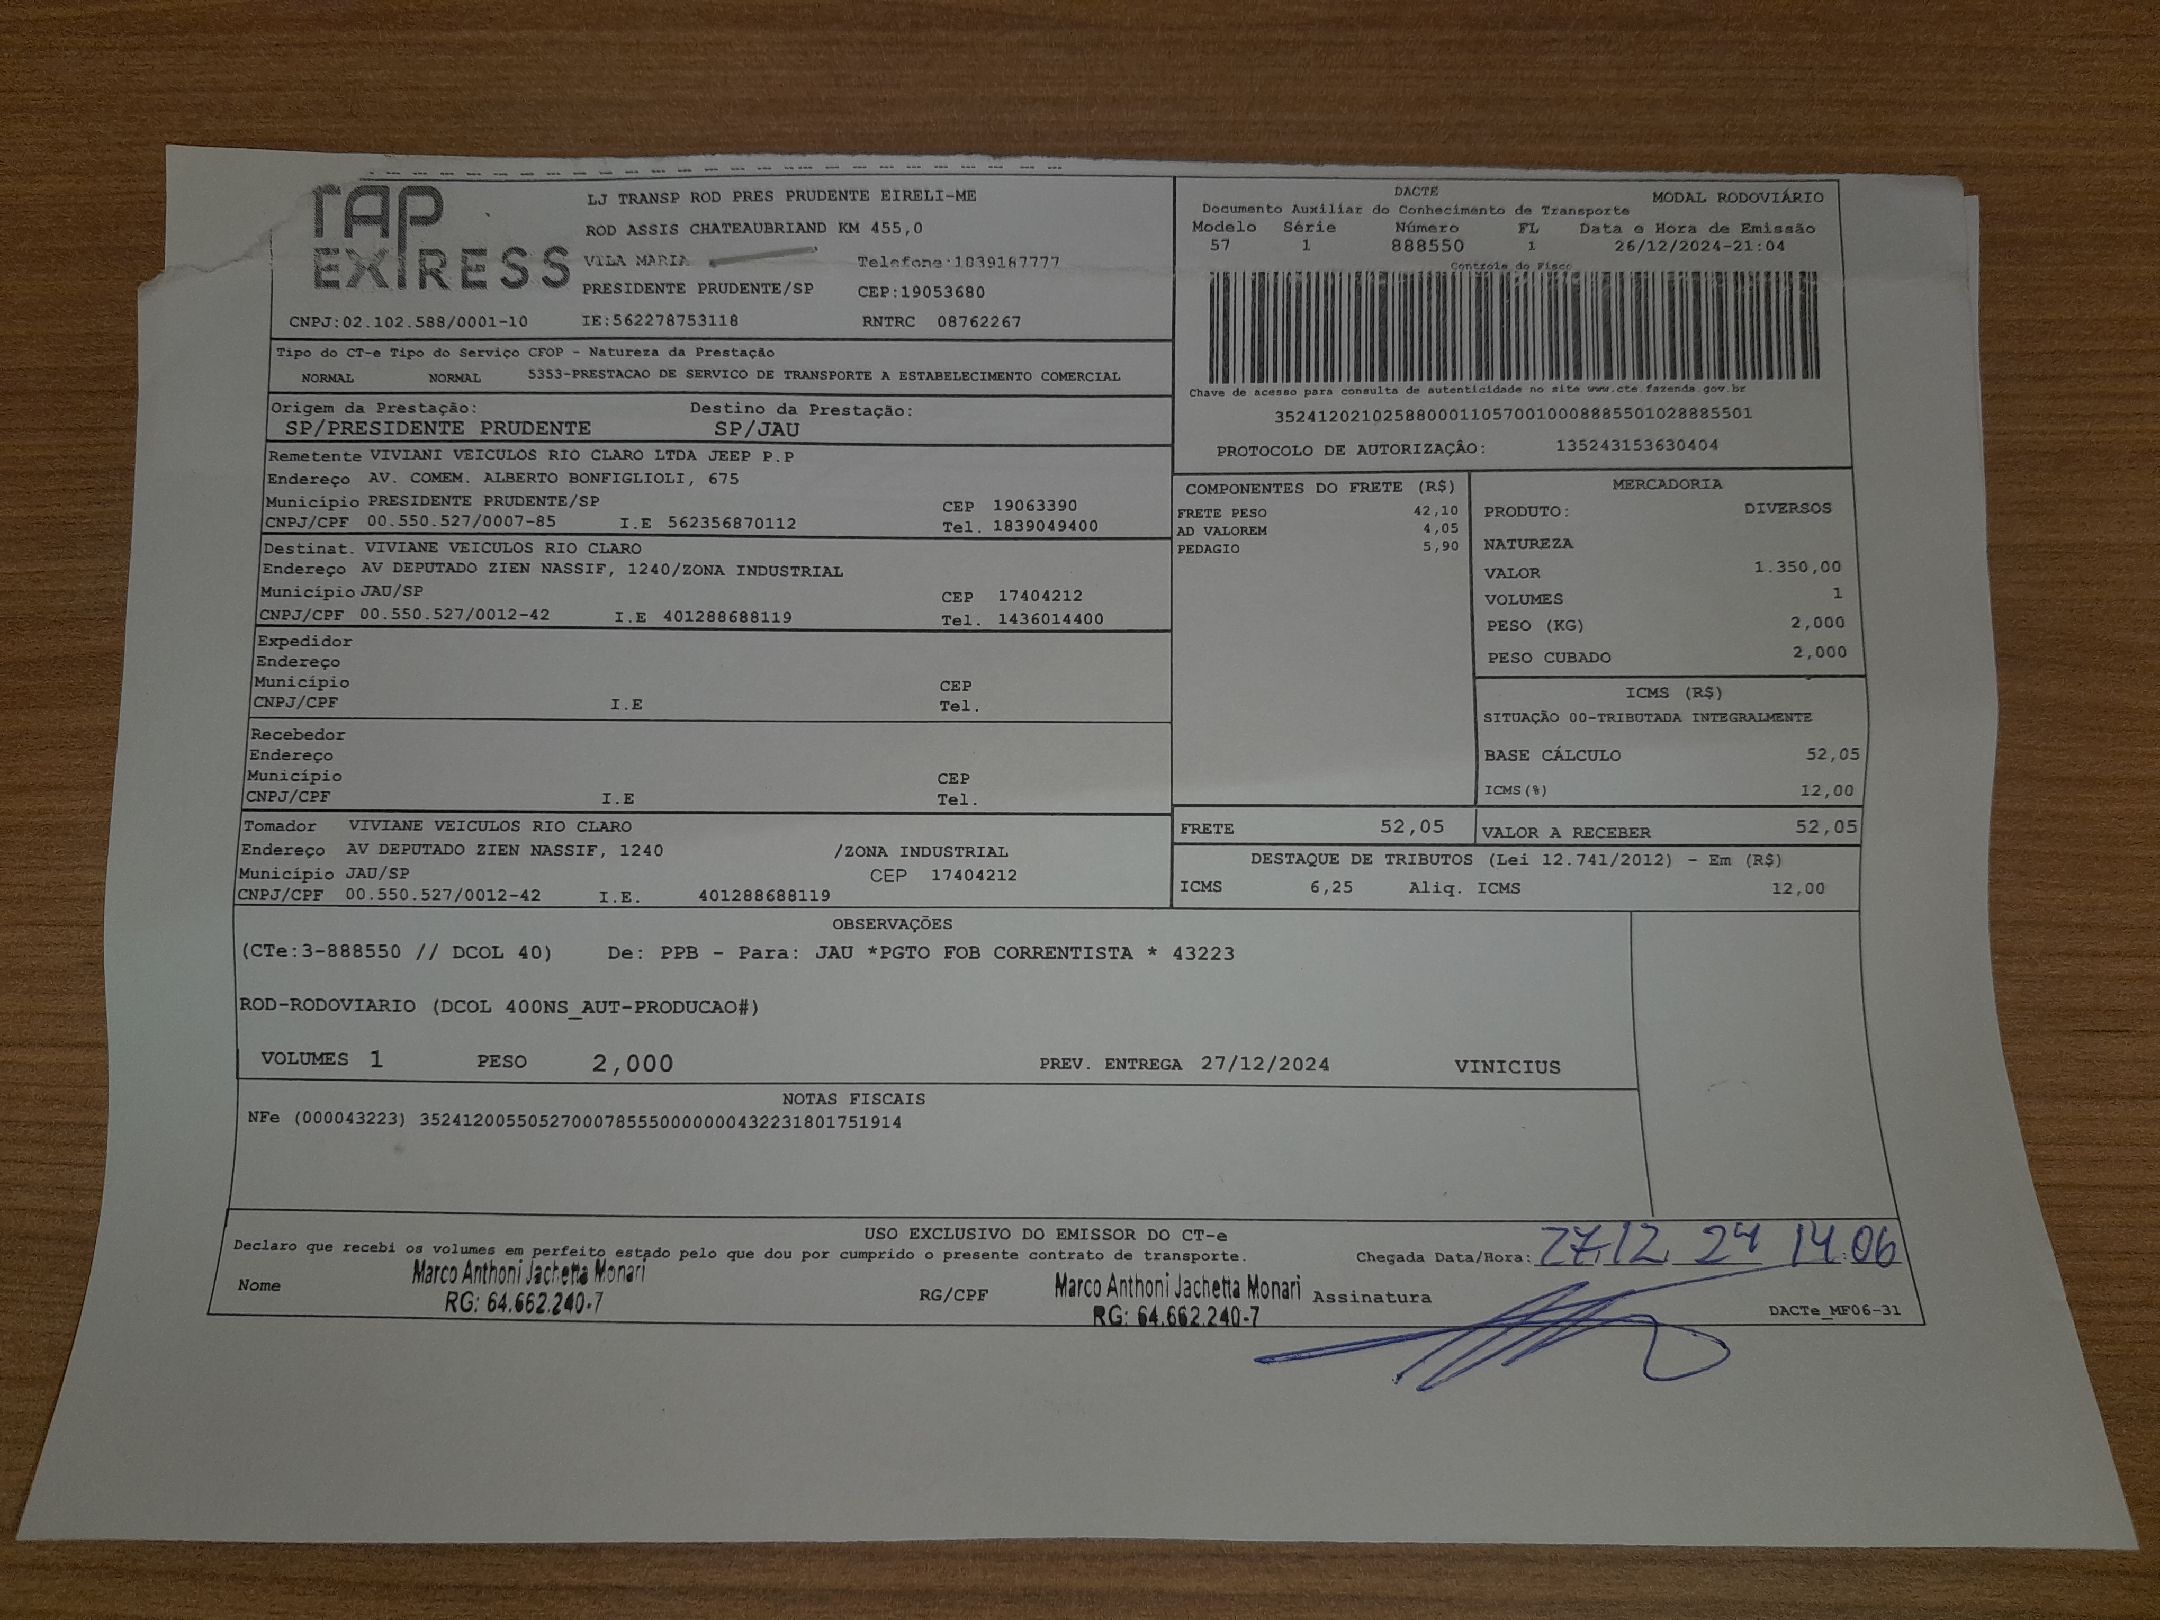 rAP
EXPRESS
LJ TRANSP ROD PRES PRUDENTE EIRELI-ME
ROD ASSIS CHATEAUBRIAND KM 455,0
VILA MARIA Telefone:1839187777
PRESIDENTE PRUDENTE/SP CEP:19053680
CNPJ:02.102.588/0001-10 IE:562278753118 RNTRC 08762267
DACTE MODAL RODOVIÁRIO
Documento Auxiliar do Conhecimento de Transporte
Modelo Série Número FL Data e Hora de Emissão
57 1 888550 1 26/12/2024-21:04
Controle do Fisco
Chave de acesso para consulta de autenticidade no site www.cte.fazenda.gov.br
35241202102588000110570010008885501028885501
PROTOCOLO DE AUTORIZAÇÂO: 135243153630404
Tipo do CT-e Tipo do Serviço CFOP - Natureza da Prestação
NORMAL NORMAL 5353-PRESTACAO DE SERVICO DE TRANSPORTE A ESTABELECIMENTO COMERCIAL
Origem da Prestação: Destino da Prestação:
SP/PRESIDENTE PRUDENTE SP/JAU
Remetente VIVIANI VEICULOS RIO CLARO LTDA JEEP P.P
Endereço AV. COMEM. ALBERTO BONFIGLIOLI, 675
Município PRESIDENTE PRUDENTE/SP CEP 19063390
CNPJ/CPF 00.550.527/0007-85 I.E 562356870112 Tel. 1839049400
Destinat. VIVIANE VEICULOS RIO CLARO
Endereço AV DEPUTADO ZIEN NASSIF, 1240/ZONA INDUSTRIAL
Município JAU/SP CEP 17404212
CNPJ/CPF 00.550.527/0012-42 I.E 401288688119 Tel. 1436014400
Expedidor
Endereço
Município CEP
CNPJ/CPF I.E Tel.
Recebedor
Endereço
Município CEP
CNPJ/CPF I.E Tel.
Tomador VIVIANE VEICULOS RIO CLARO
Endereço AV DEPUTADO ZIEN NASSIF, 1240 /ZONA INDUSTRIAL
Município JAU/SP CEP 17404212
CNPJ/CPF 00.550.527/0012-42 I.E. 401288688119
COMPONENTES DO FRETE (R$)
FRETE PESO 42,10
AD VALOREM 4,05
PEDAGIO 5,90
MERCADORIA
PRODUTO: DIVERSOS
NATUREZA
VALOR 1.350,00
VOLUMES 1
PESO (KG) 2,000
PESO CUBADO 2,000
ICMS (R$)
SITUAÇÃO 00-TRIBUTADA INTEGRALMENTE
BASE CÁLCULO 52,05
ICMS(%) 12,00
FRETE 52,05 VALOR A RECEBER 52,05
DESTAQUE DE TRIBUTOS (Lei 12.741/2012) - Em (R$)
ICMS 6,25 Aliq. ICMS 12,00
OBSERVAÇÕES
(CTe:3-888550 // DCOL 40) De: PPB - Para: JAU *PGTO FOB CORRENTISTA * 43223
ROD-RODOVIARIO (DCOL 400NS_AUT-PRODUCAO#)
VOLUMES 1 PESO 2,000 PREV. ENTREGA 27/12/2024 VINICIUS
NOTAS FISCAIS
NFe (000043223) 35241200550527000785550000000432231801751914
USO EXCLUSIVO DO EMISSOR DO CT-e
Declaro que recebi os volumes em perfeito estado pelo que dou por cumprido o presente contrato de transporte. Chegada Data/Hora: 27.12 24 14:06
Nome Marco Anthoni Jachetta Monari RG/CPF Marco Anthoni Jachetta Monari Assinatura
RG: 64.662.240-7 RG: 64.662.240-7 DACTe_MF06-31